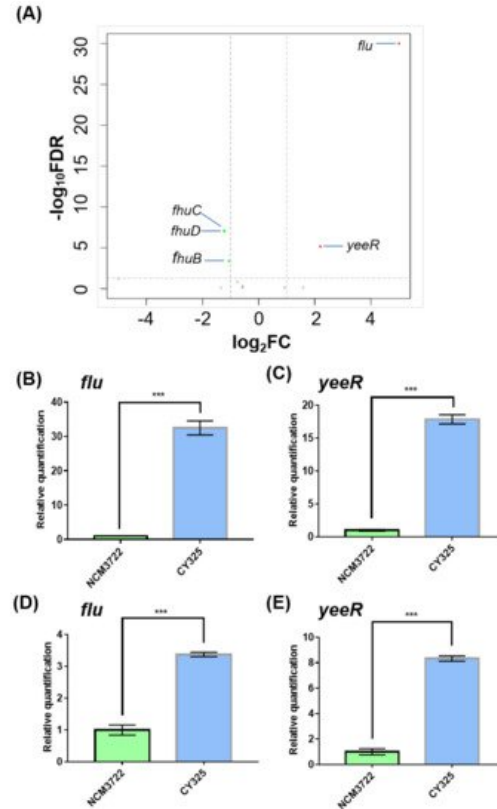 (A)
flu
fhuC
fhuD
fhuB
yeeR
-log10FDR
30
25
20
15
10
5
0
-4 -2 0 2 4
log2FC
(B) flu
***
Relative quantification
40
30
20
10
0
NCM3722
CY325
(C) yeeR
***
Relative quantification
20
15
10
5
0
NCM3722
CY325
(D) flu
***
Relative quantification
4
3
2
1
0
NCM3722
CY325
(E) yeeR
***
Relative quantification
10
8
6
4
2
0
NCM3722
CY325